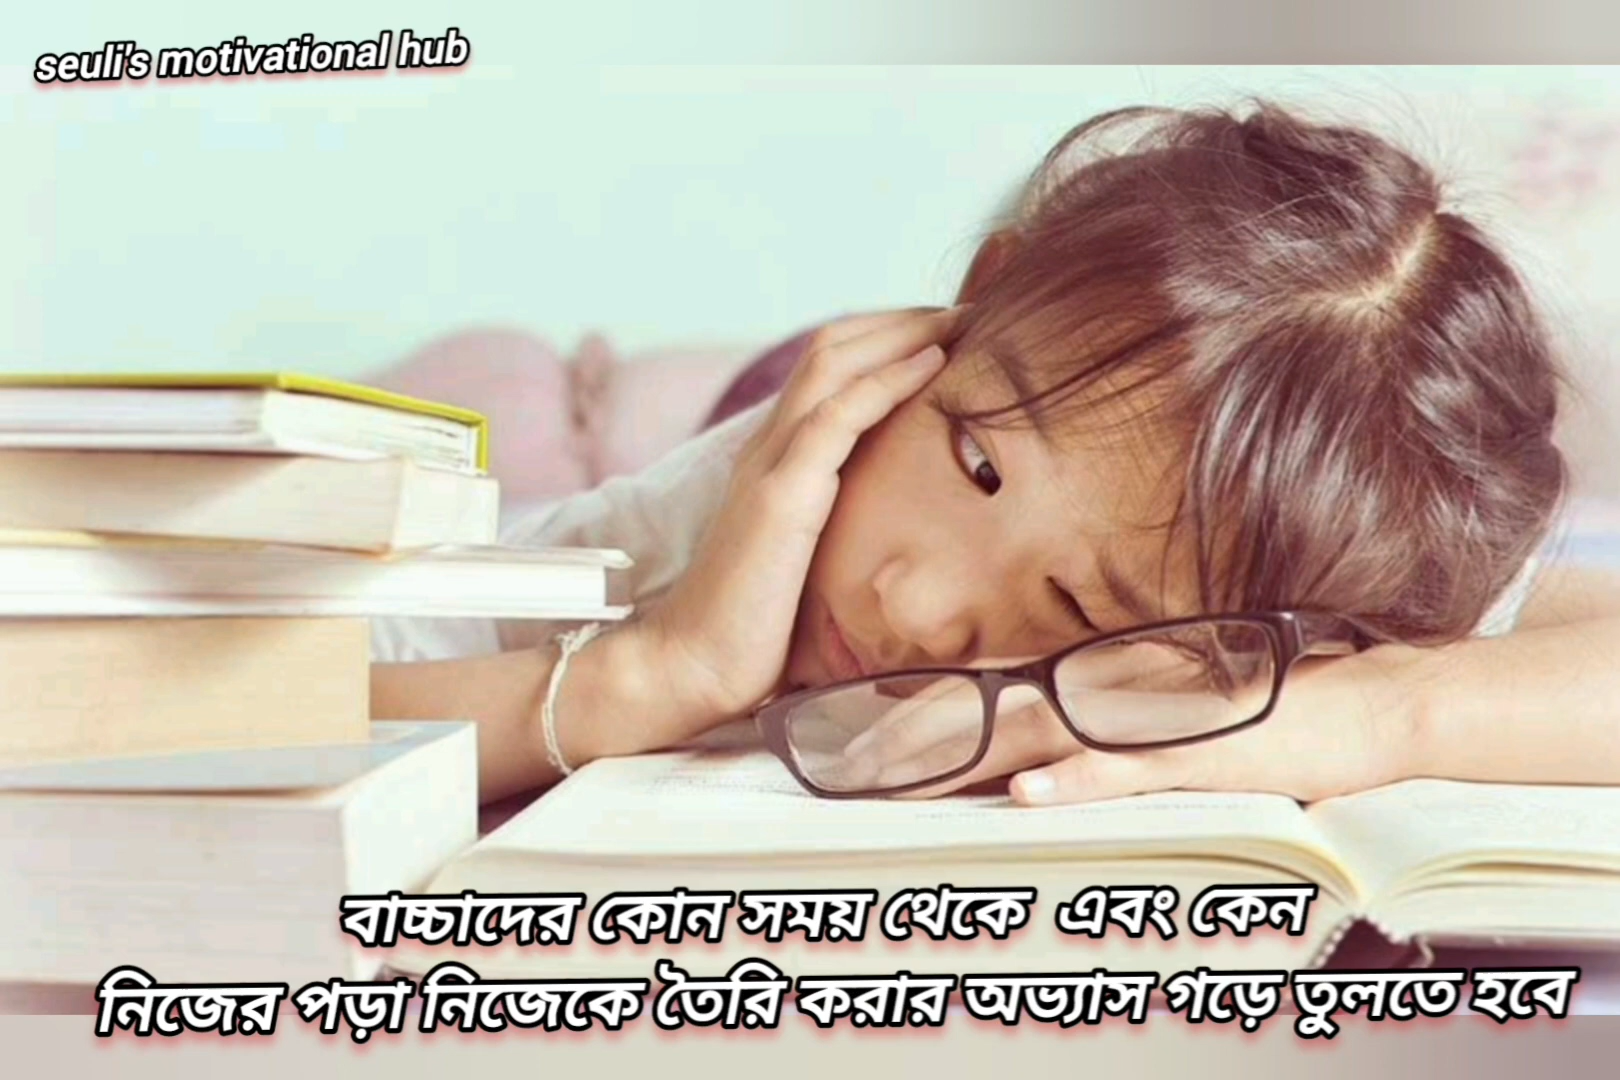 seuli's motivational hub
বাচ্চাদের কোন সময় থেকে এবং কেন
নিজের পড়া নিজেকে তৈরি করার অভ্যাস গড়ে তুলতে হবে